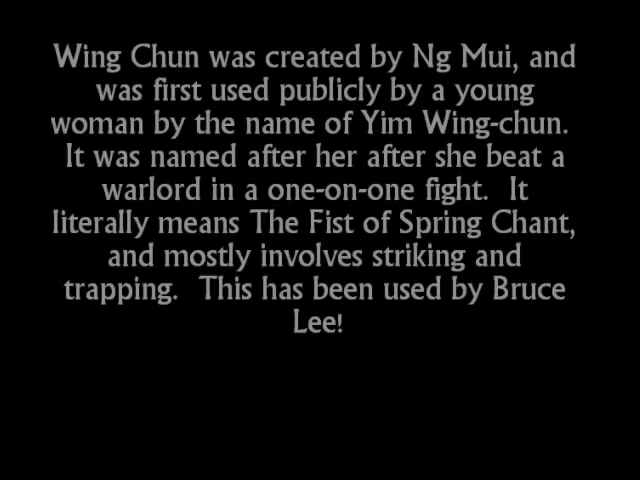 Wing Chun was created by Ng Mui, and
was first used publicly by a young
woman by the name of Yim Wing-chun.
It was named after her after she beat a
warlord in a one-on-one fight.  It
literally means The Fist of Spring Chant,
and mostly involves striking and
trapping.  This has been used by Bruce
Lee!